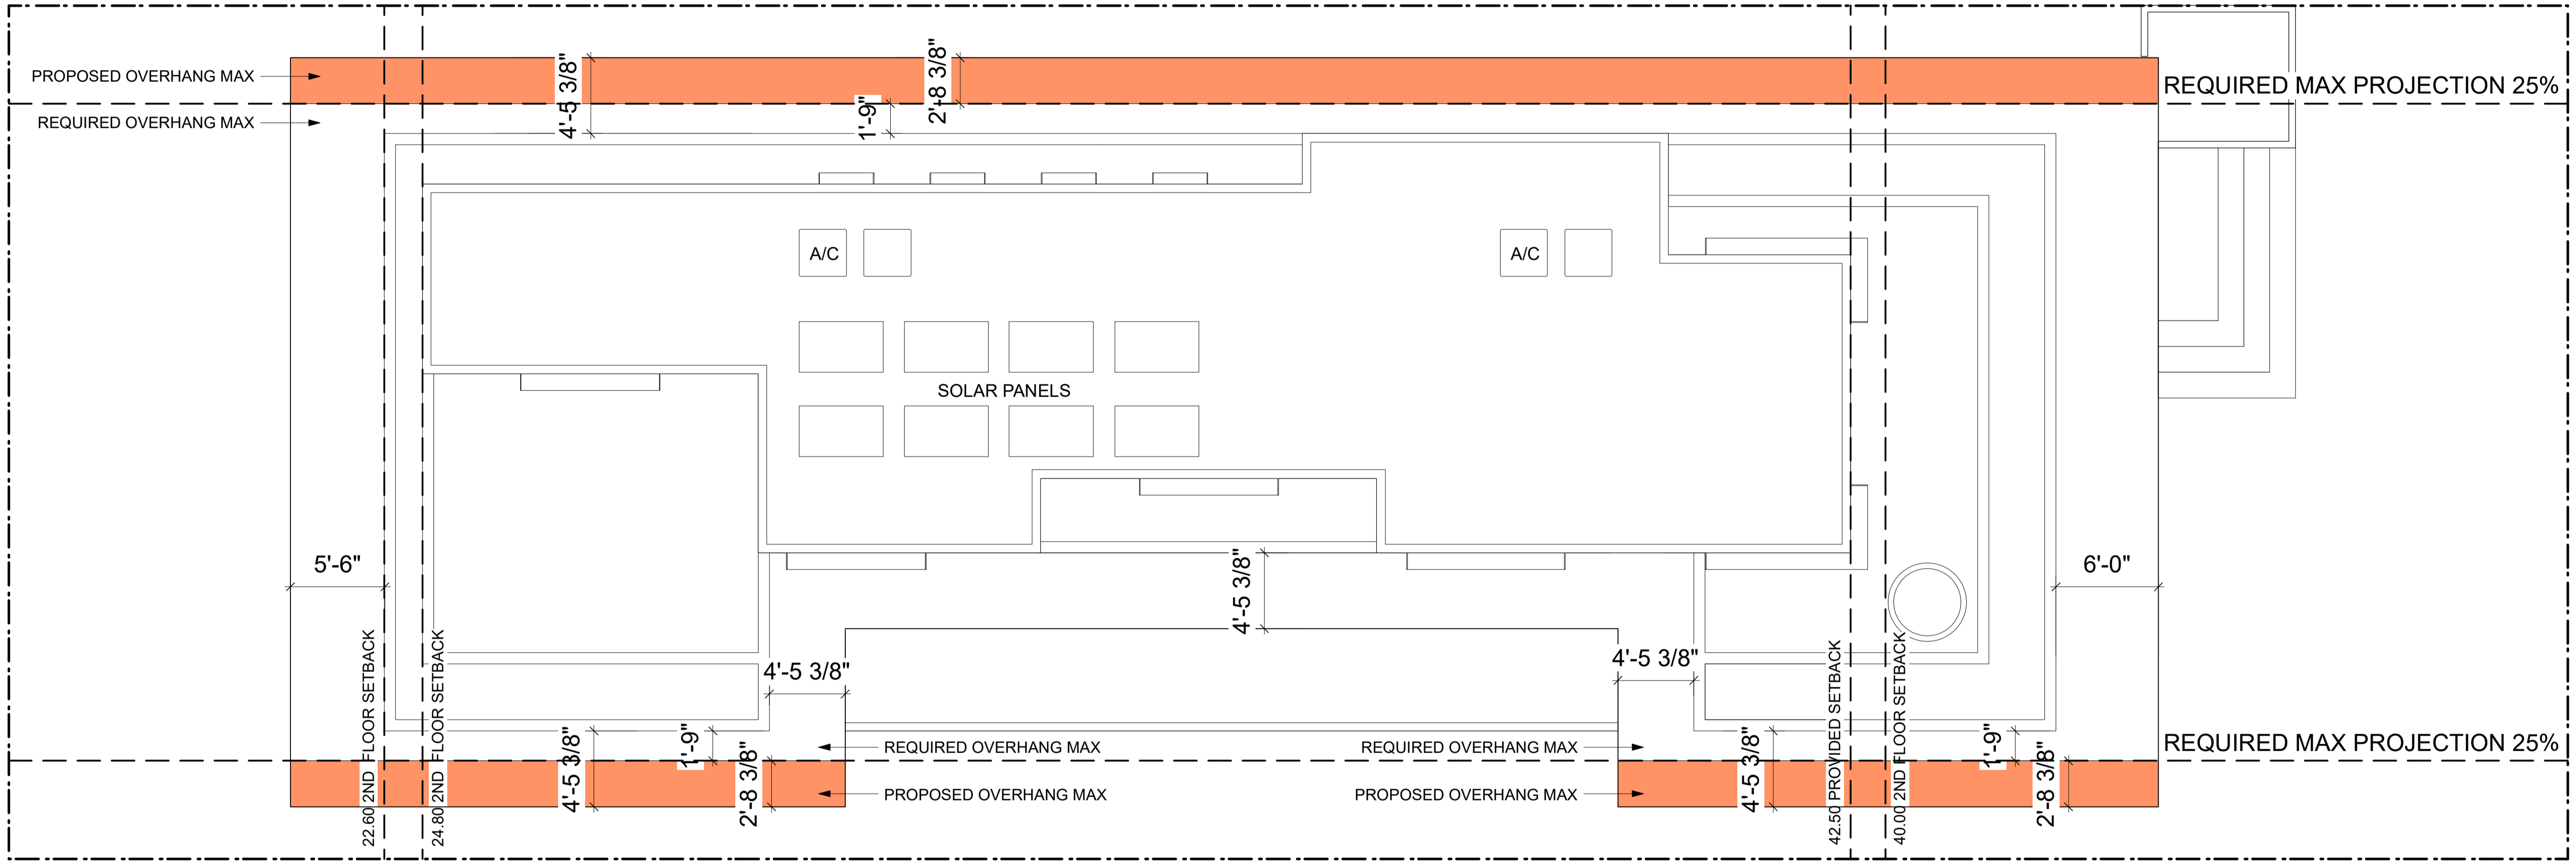 4'-5 3/8"
2'-8 3/8"
PROPOSED OVERHANG MAX
REQUIRED MAX PROJECTION 25%
1'-9"
REQUIRED OVERHANG MAX
A/C
A/C
SOLAR PANELS
5'-6"
4'-5 3/8"
6'-0"
4'-5 3/8"
4'-5 3/8"
22.60 2ND FLOOR SETBACK
24.80 2ND FLOOR SETBACK
42.50 PROVIDED SETBACK
40.00 2ND FLOOR SETBACK
4'-5 3/8"
1'-9"
2'-8 3/8"
REQUIRED OVERHANG MAX
REQUIRED OVERHANG MAX
4'-5 3/8"
1'-9"
2'-8 3/8"
REQUIRED MAX PROJECTION 25%
PROPOSED OVERHANG MAX
PROPOSED OVERHANG MAX